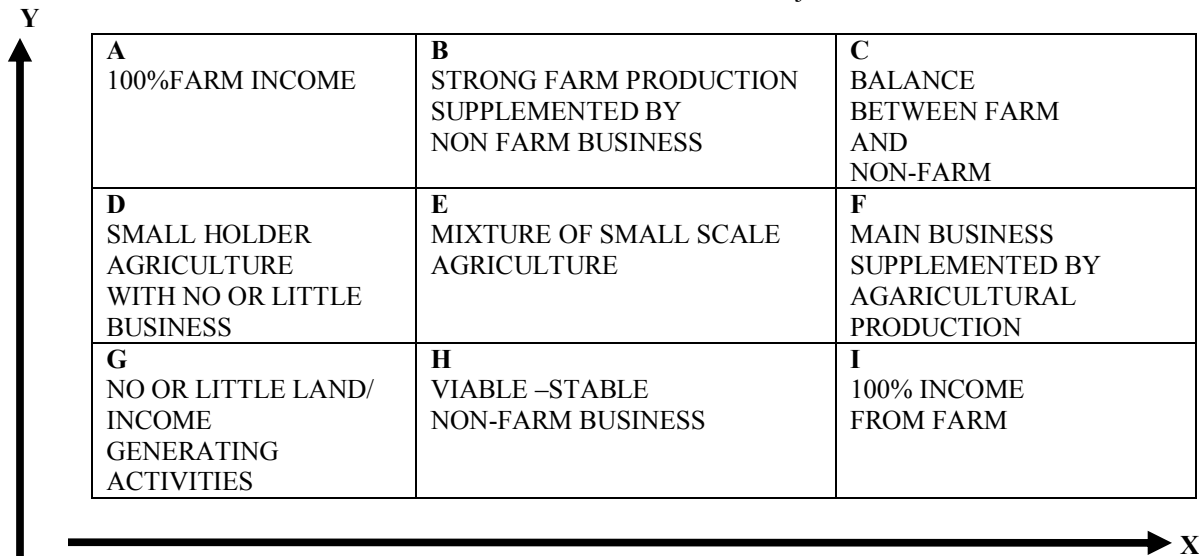 Y
A
100%FARM INCOME
B
STRONG FARM PRODUCTION
SUPPLEMENTED BY
NON FARM BUSINESS
C
BALANCE
BETWEEN FARM
AND
NON-FARM
D
SMALL HOLDER
AGRICULTURE
WITH NO OR LITTLE
BUSINESS
E
MIXTURE OF SMALL SCALE
AGRICULTURE
F
MAIN BUSINESS
SUPPLEMENTED BY
AGARICULTURAL
PRODUCTION
G
NO OR LITTLE LAND/
INCOME
GENERATING
ACTIVITIES
H
VIABLE –STABLE
NON-FARM BUSINESS
I
100% INCOME
FROM FARM
X